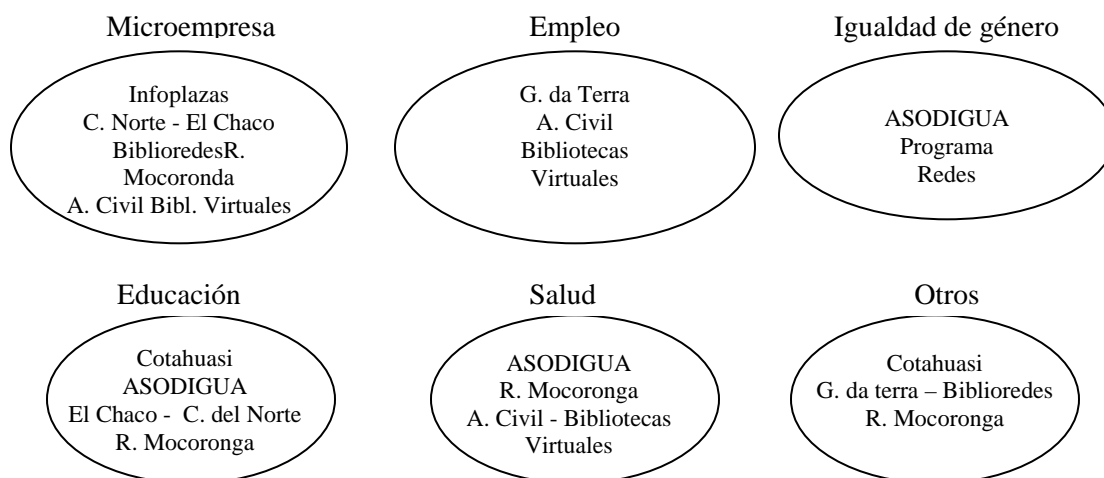 Microempresa
Infoplazas
C. Norte - El Chaco
BiblioredesR.
Mocoronda
A. Civil Bibl. Virtuales
Empleo
G. da Terra
A. Civil
Bibliotecas
Virtuales
Igualdad de género
ASODIGUA
Programa
Redes
Educación
Cotahuasi
ASODIGUA
El Chaco - C. del Norte
R. Mocoronga
Salud
ASODIGUA
R. Mocoronga
A. Civil - Bibliotecas
Virtuales
Otros
Cotahuasi
G. da terra – Biblioredes
R. Mocoronga